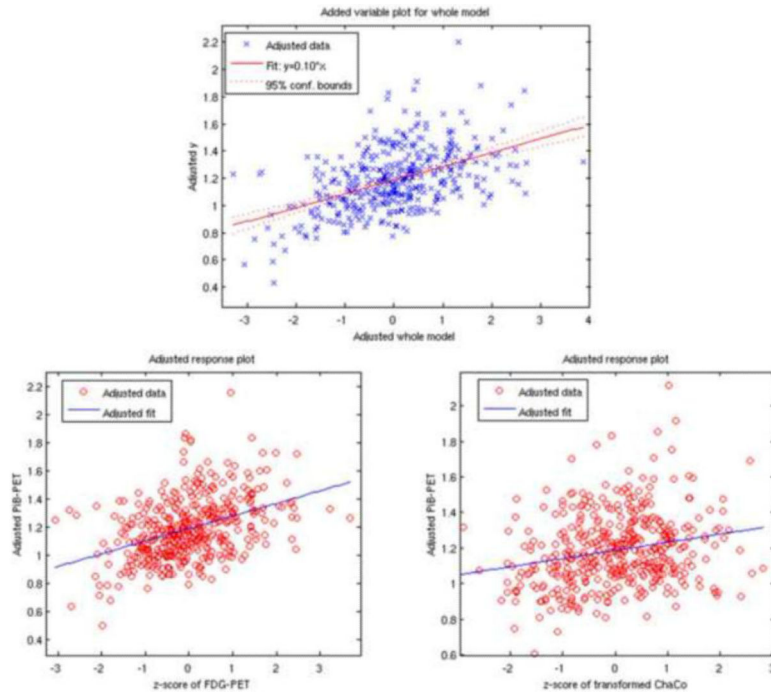 Added variable plot for whole model
2.2
2
1.8
1.6
1.4
1.2
1
0.8
0.6
0.4
Adjusted y
Adjusted data
Fit: y=0.10*x
95% conf. bounds
-3 -2 -1 0 1 2 3 4
Adjusted whole model
Adjusted response plot
2.2
2
1.8
1.6
1.4
1.2
1
0.8
0.6
0.4
Adjusted PiB-PET
Adjusted data
Adjusted fit
-3 -2 -1 0 1 2 3
z-score of FDG-PET
Adjusted response plot
2
1.8
1.6
1.4
1.2
1
0.8
0.6
Adjusted PiB-PET
Adjusted data
Adjusted fit
-2 -1 0 1 2 3
z-score of transformed ChaCo